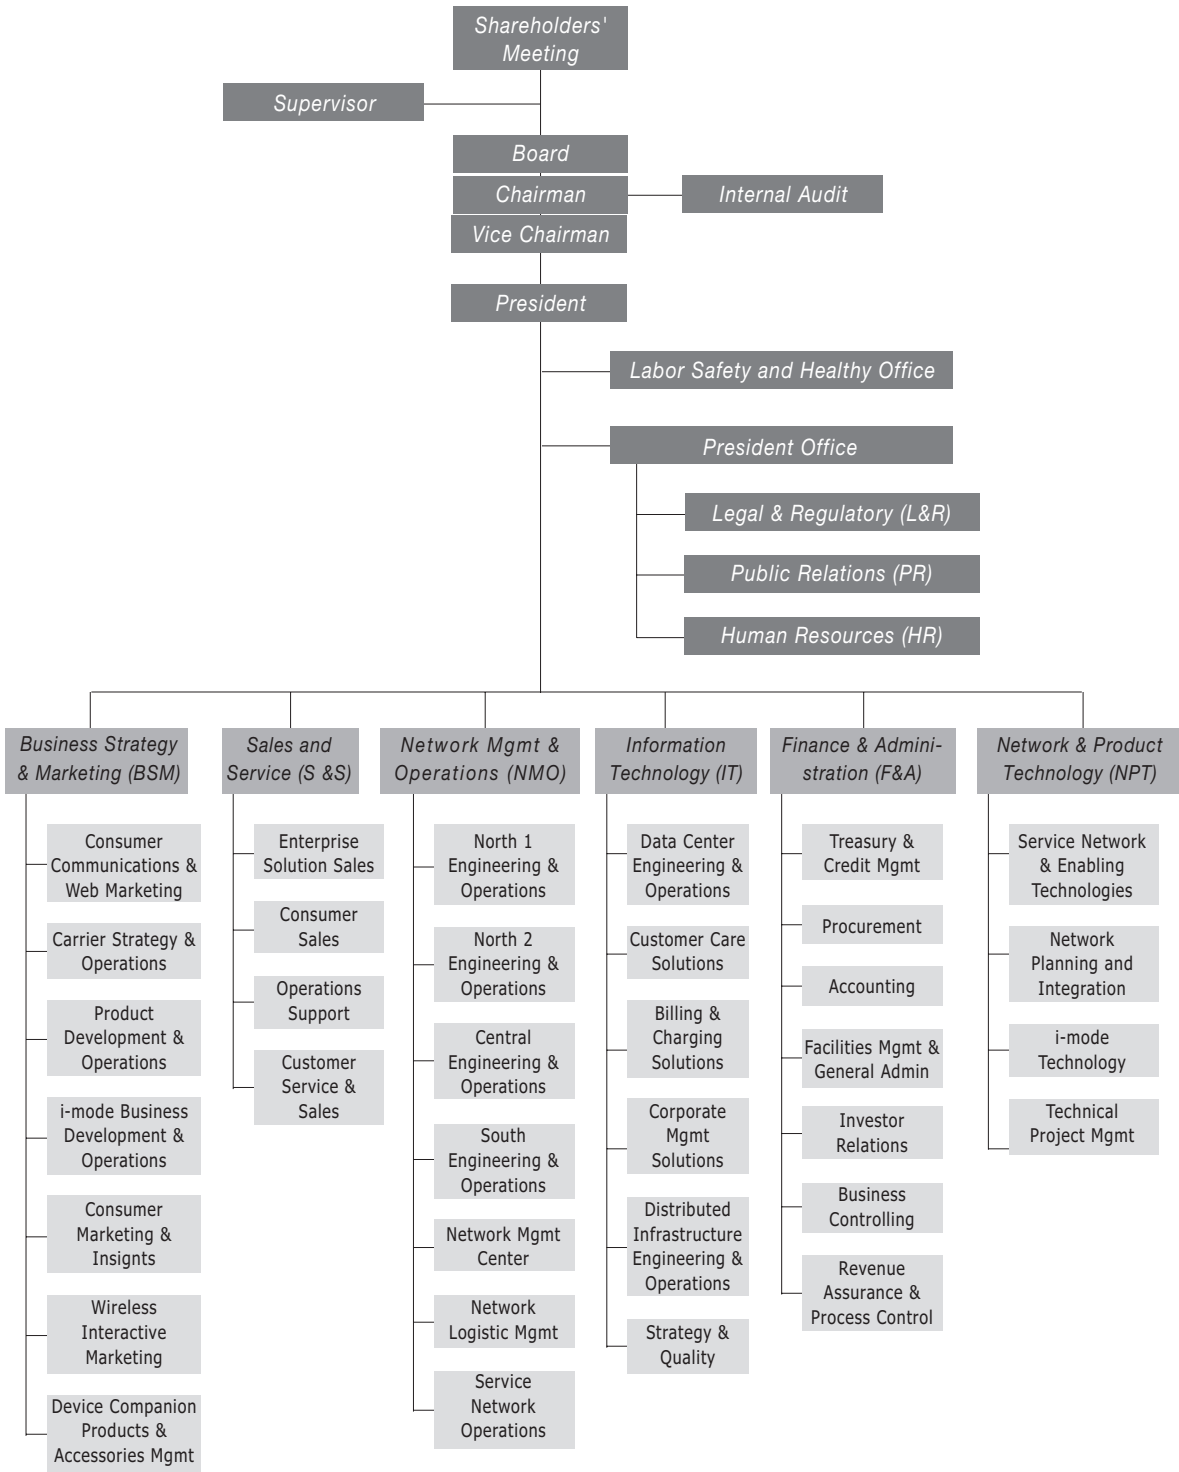 Shareholders'
Meeting
Supervisor
Board
Chairman
Internal Audit
Vice Chairman
President
Labor Safety and Healthy Office
President Office
Legal & Regulatory (L&R)
Public Relations (PR)
Human Resources (HR)
Business Strategy
& Marketing (BSM)
Consumer
Communications &
Web Marketing
Carrier Strategy &
Operations
Product
Development &
Operations
i-mode Business
Development &
Operations
Consumer
Marketing &
Insignts
Wireless
Interactive
Marketing
Device Companion
Products &
Accessories Mgmt
Sales and
Service (S &S)
Enterprise
Solution Sales
Consumer
Sales
Operations
Support
Customer
Service &
Sales
Network Mgmt &
Operations (NMO)
North 1
Engineering &
Operations
North 2
Engineering &
Operations
Central
Engineering &
Operations
South
Engineering &
Operations
Network Mgmt
Center
Network
Logistic Mgmt
Service
Network
Operations
Information
Technology (IT)
Data Center
Engineering &
Operations
Customer Care
Solutions
Billing &
Charging
Solutions
Corporate
Mgmt
Solutions
Distributed
Infrastructure
Engineering &
Operations
Strategy &
Quality
Finance & Admini-
stration (F&A)
Treasury &
Credit Mgmt
Procurement
Accounting
Facilities Mgmt &
General Admin
Investor
Relations
Business
Controlling
Revenue
Assurance &
Process Control
Network & Product
Technology (NPT)
Service Network
& Enabling
Technologies
Network
Planning and
Integration
i-mode
Technology
Technical
Project Mgmt